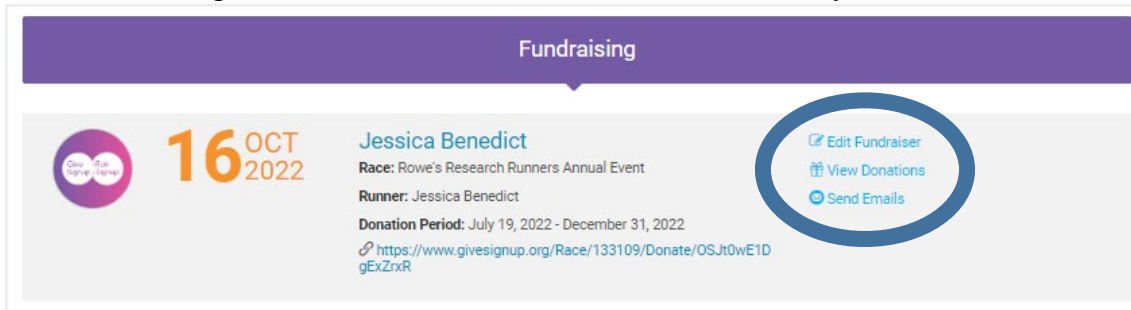 Fundraising
16 OCT 2022
Jessica Benedict
Race: Rowe's Research Runners Annual Event
Runner: Jessica Benedict
Donation Period: July 19, 2022 - December 31, 2022
https://www.givesignup.org/Race/133109/Donate/OSJt0wE1D
gExZrxR
Edit Fundraiser
View Donations
Send Emails